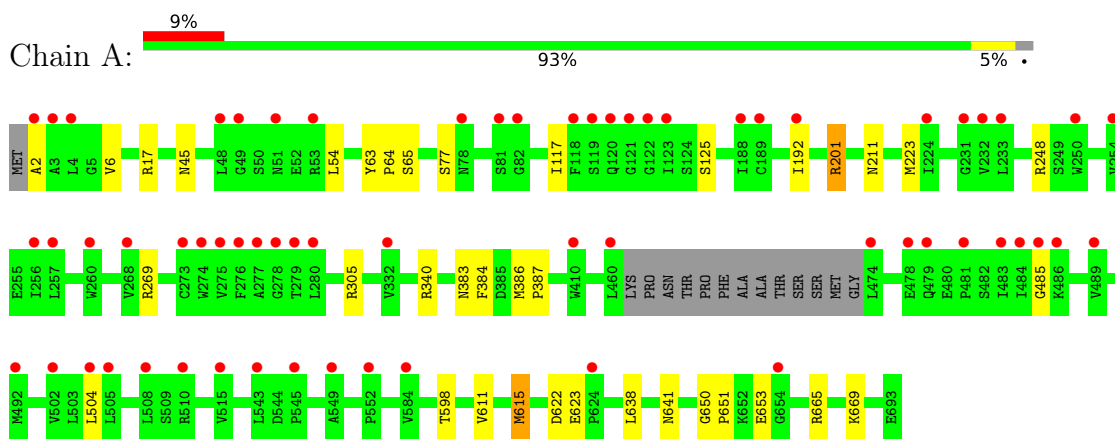 9%
Chain A:
93% 5% •
MET A2 A3 L4 G5 V6 R17 N45 L48 G49 S50 N51 E52 R53 L54 Y63 P64 S65 S77 N78 S81 G82 I117 F118 S119 Q120 G121 G122 I123 S124 S125 I188 C189 I192 R201 N211 M223 I224 G231 V232 L233 R248 S249 W250 V254
E255 I256 L257 W260 V268 R269 C273 W274 V275 F276 A277 G278 T279 L280 R305 V332 R340 N383 F384 D385 M386 P387 W410 L460 LYS PRO ASN THR PRO PHE ALA ALA THR SER SER MET GLY L474 E478 Q479 E480 P481 S482 I483 I484 G485 K486 V489
M492 V502 L503 L504 L505 L508 S509 R510 V515 L543 D544 P545 A549 P552 V584 T598 V611 M615 D622 E623 P624 L638 N641 G650 P651 K652 E653 G654 R665 K669 E693